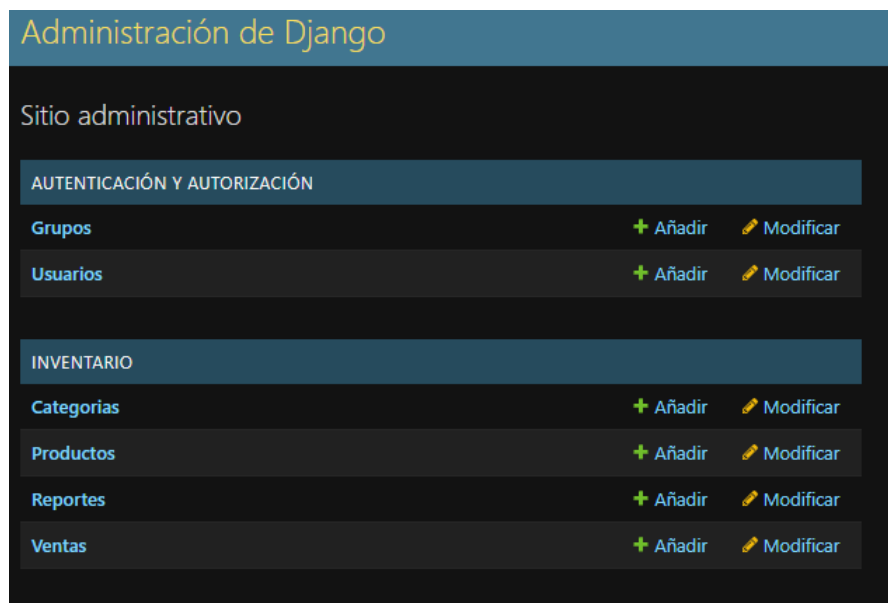 Administración de Django
Sitio administrativo
AUTENTICACIÓN Y AUTORIZACIÓN
Grupos Añadir Modificar
Usuarios Añadir Modificar
INVENTARIO
Categorias Añadir Modificar
Productos Añadir Modificar
Reportes Añadir Modificar
Ventas Añadir Modificar